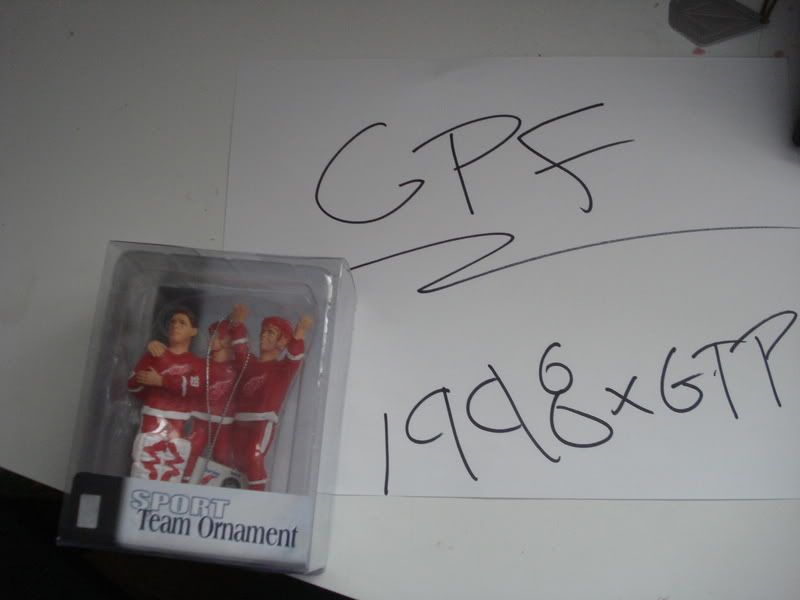 GPF
1998xGTP
SPORT
Team Ornament